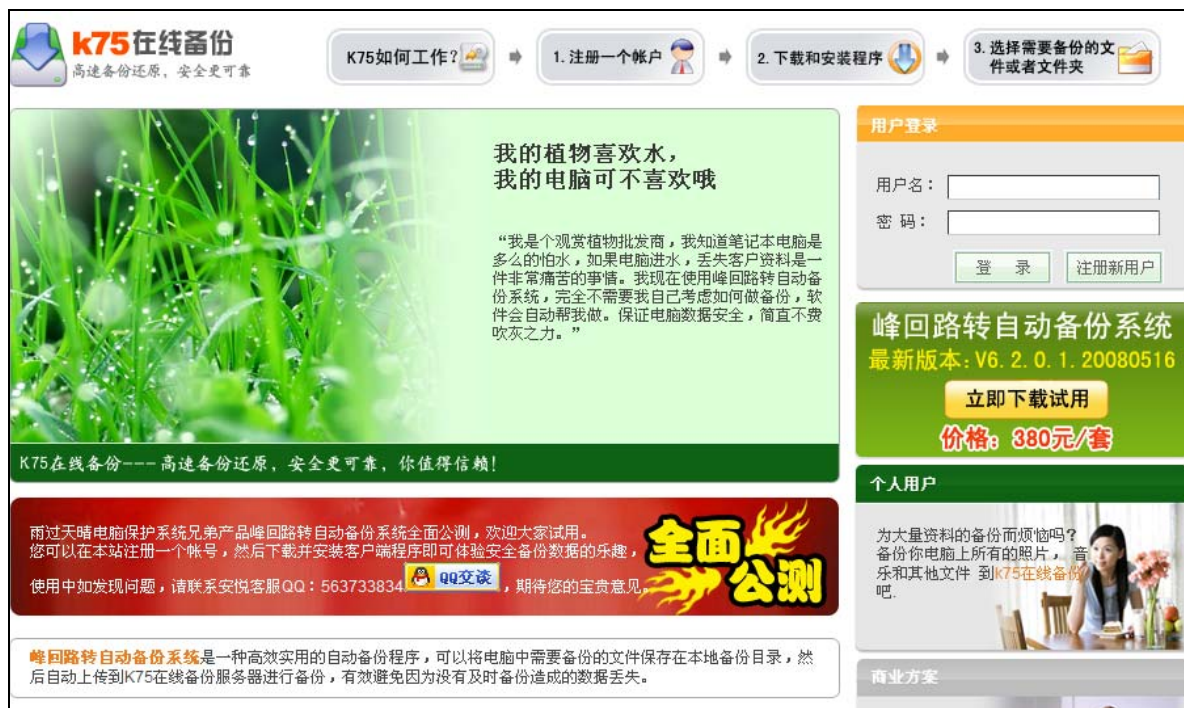 k75在线备份
高速备份还原，安全更可靠
K75如何工作?
1.注册一个帐户
2.下载和安装程序
3.选择需要备份的文
件或者文件夹
我的植物喜欢水，
我的电脑可不喜欢哦
“我是个观赏植物批发商，我知道笔记本电脑是
多么的怕水，如果电脑进水，丢失客户资料是一
件非常痛苦的事情。我现在使用峰回路转自动备
份系统，完全不需要我自己考虑如何做备份，软
件会自动帮我做。保证电脑数据安全，简直不费
吹灰之力。”
K75在线备份---高速备份还原，安全更可靠，你值得信赖!
雨过天晴电脑保护系统兄弟产品峰回路转自动备份系统全面公测，欢迎大家试用。
您可以在本站注册一个帐号，然后下载并安装客户端程序即可体验安全备份数据的乐趣，
使用中如发现问题，请联系安悦客服QQ：563733834 QQ交谈 ，期待您的宝贵意见。
全面
公测
峰回路转自动备份系统是一种高效实用的自动备份程序，可以将电脑中需要备份的文件保存在本地备份目录，然
后自动上传到K75在线备份服务器进行备份，有效避免因为没有及时备份造成的数据丢失。
用户登录
用户名：
密 码：
登 录 注册新用户
峰回路转自动备份系统
最新版本:V6.2.0.1.20080516
立即下载试用
价格：380元/套
个人用户
为大量资料的备份而烦恼吗?
备份你电脑上所有的照片， 音
乐和其他文件 到k75在线备份
吧.
商业方案